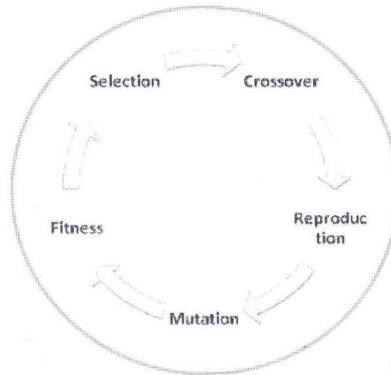 Selection
Crossover
Reproduc
tion
Mutation
Fitness